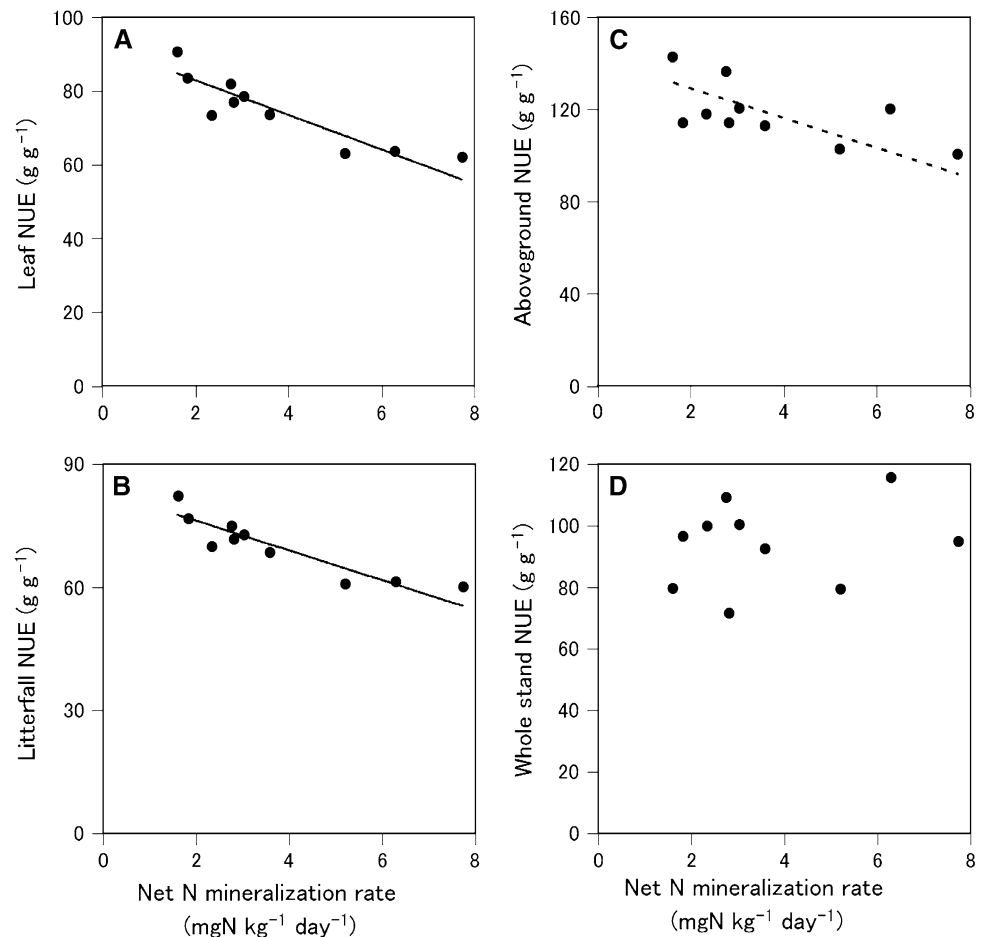 A
Leaf NUE (g g⁻¹)
100
80
60
40
20
0
0 2 4 6 8
C
Aboveground NUE (g g⁻¹)
160
120
80
40
0
0 2 4 6 8
B
Litterfall NUE (g g⁻¹)
90
60
30
0
0 2 4 6 8
Net N mineralization rate
(mgN kg⁻¹ day⁻¹)
D
Whole stand NUE (g g⁻¹)
120
100
80
60
40
20
0
0 2 4 6 8
Net N mineralization rate
(mgN kg⁻¹ day⁻¹)